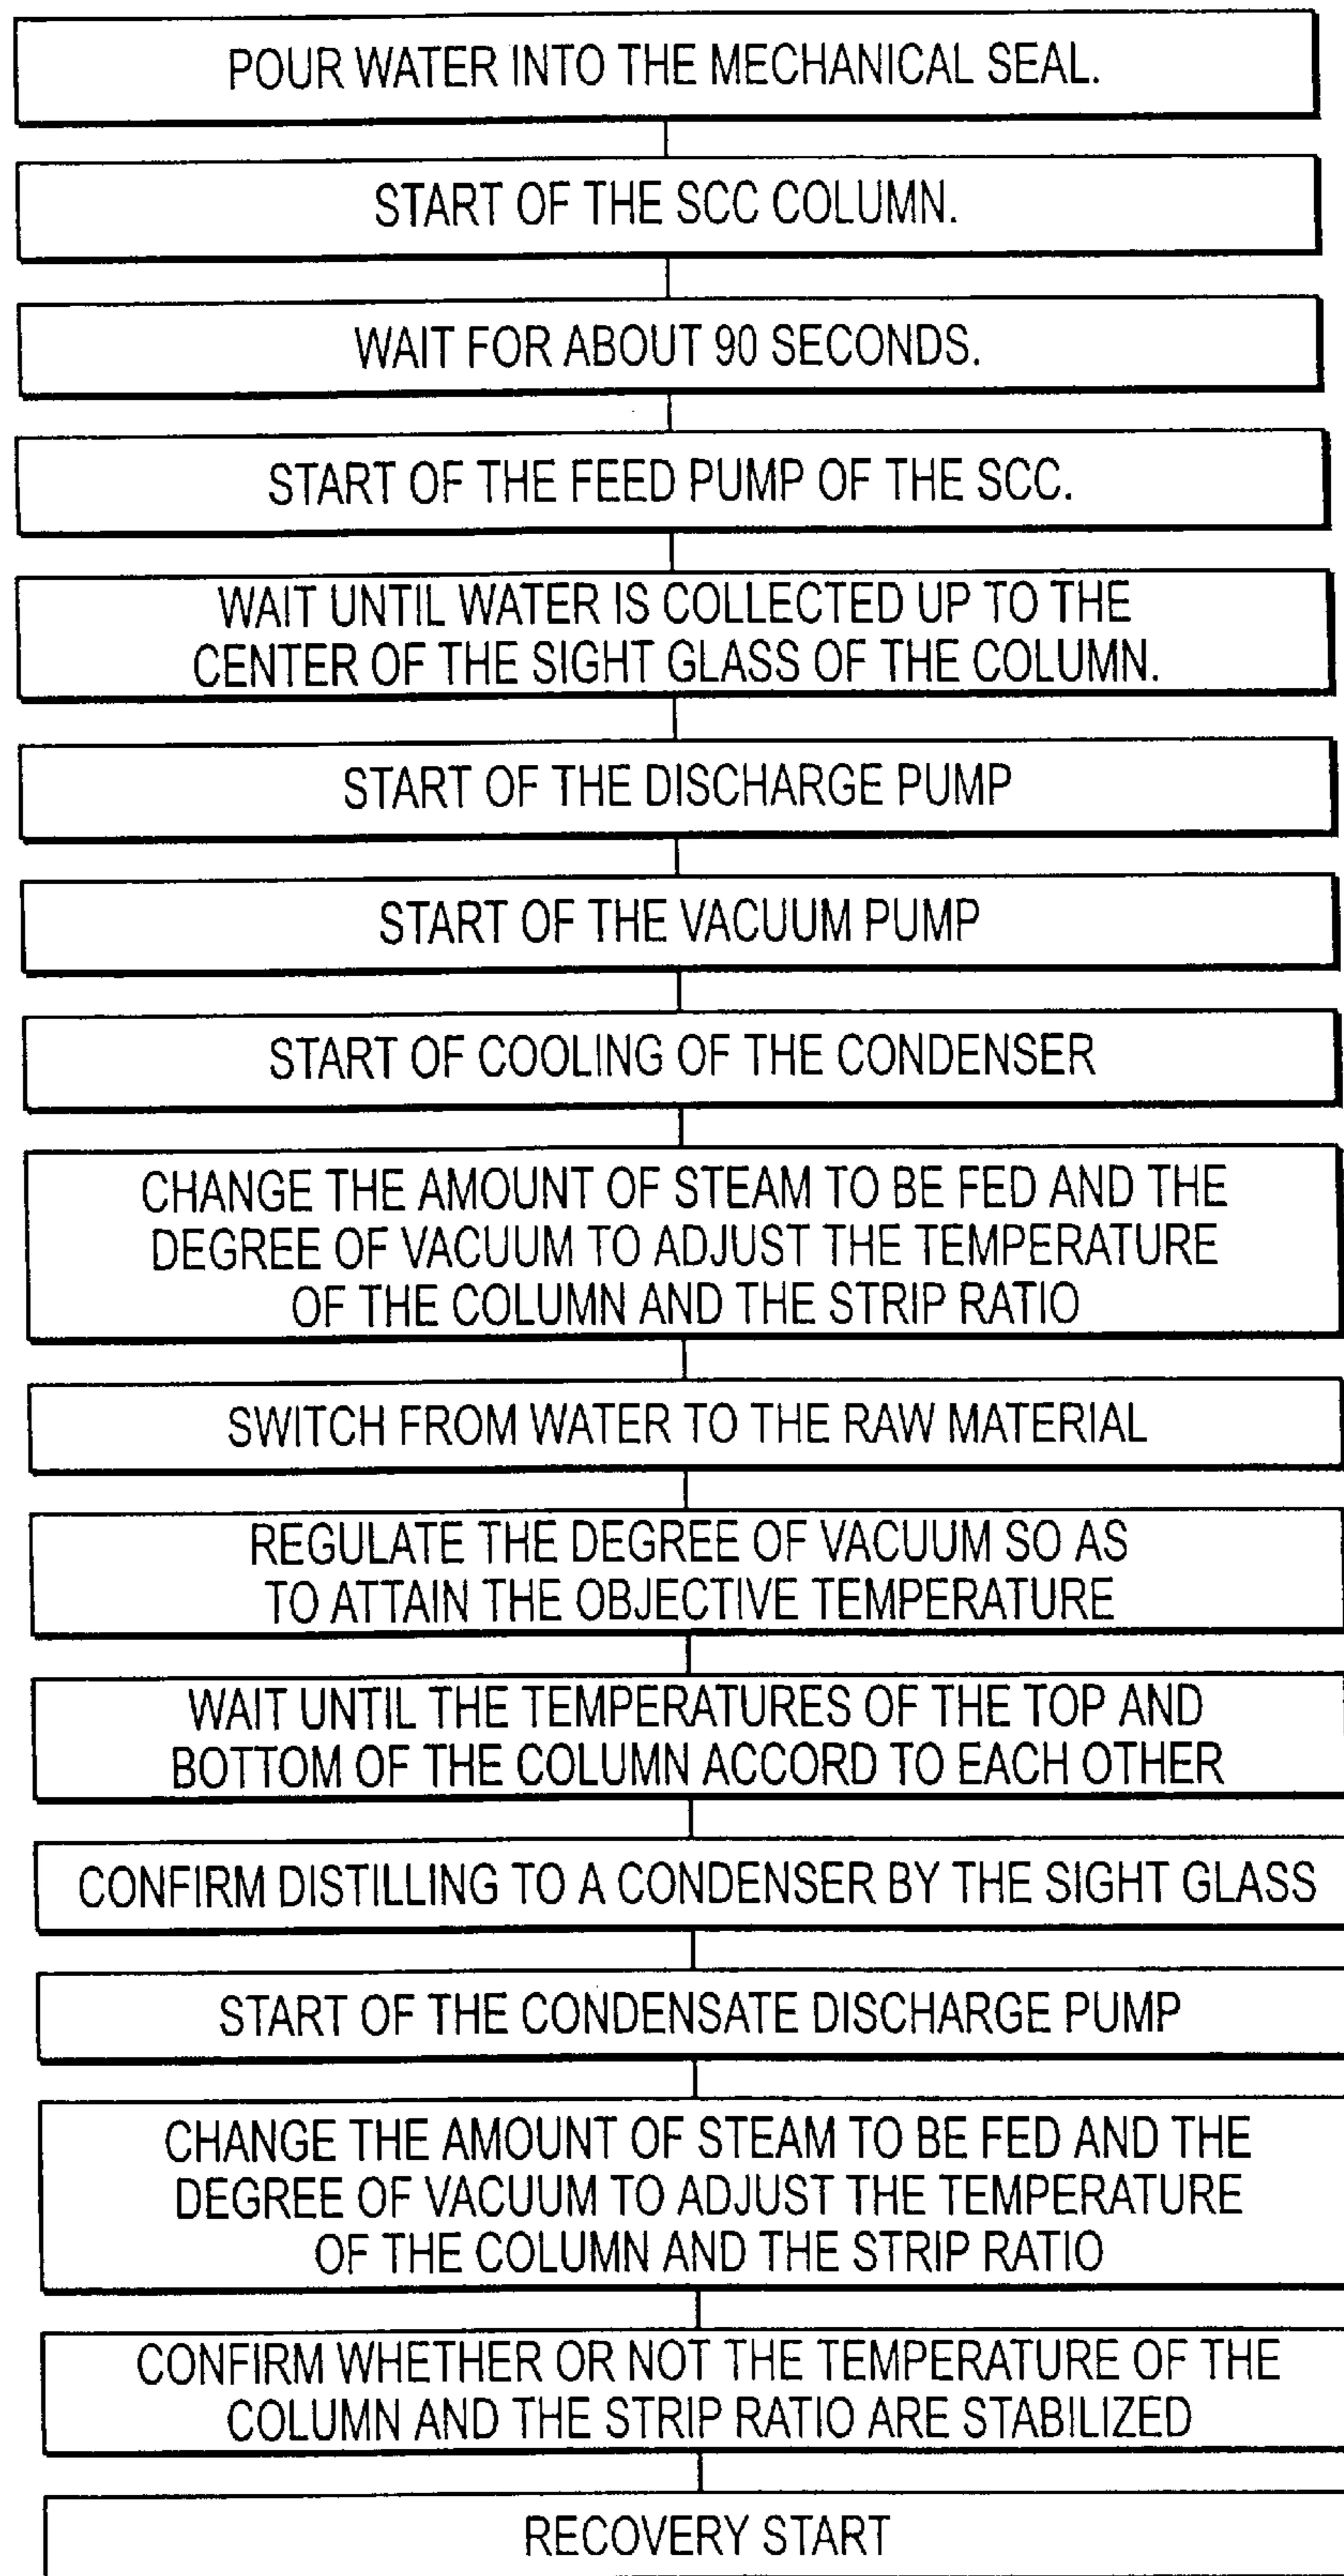 POUR WATER INTO THE MECHANICAL SEAL.
START OF THE SCC COLUMN.
WAIT FOR ABOUT 90 SECONDS.
START OF THE FEED PUMP OF THE SCC.
WAIT UNTIL WATER IS COLLECTED UP TO THE
CENTER OF THE SIGHT GLASS OF THE COLUMN.
START OF THE DISCHARGE PUMP
START OF THE VACUUM PUMP
START OF COOLING OF THE CONDENSER
CHANGE THE AMOUNT OF STEAM TO BE FED AND THE
DEGREE OF VACUUM TO ADJUST THE TEMPERATURE
OF THE COLUMN AND THE STRIP RATIO
SWITCH FROM WATER TO THE RAW MATERIAL
REGULATE THE DEGREE OF VACUUM SO AS
TO ATTAIN THE OBJECTIVE TEMPERATURE
WAIT UNTIL THE TEMPERATURES OF THE TOP AND
BOTTOM OF THE COLUMN ACCORD TO EACH OTHER
CONFIRM DISTILLING TO A CONDENSER BY THE SIGHT GLASS
START OF THE CONDENSATE DISCHARGE PUMP
CHANGE THE AMOUNT OF STEAM TO BE FED AND THE
DEGREE OF VACUUM TO ADJUST THE TEMPERATURE
OF THE COLUMN AND THE STRIP RATIO
CONFIRM WHETHER OR NOT THE TEMPERATURE OF THE
COLUMN AND THE STRIP RATIO ARE STABILIZED
RECOVERY START